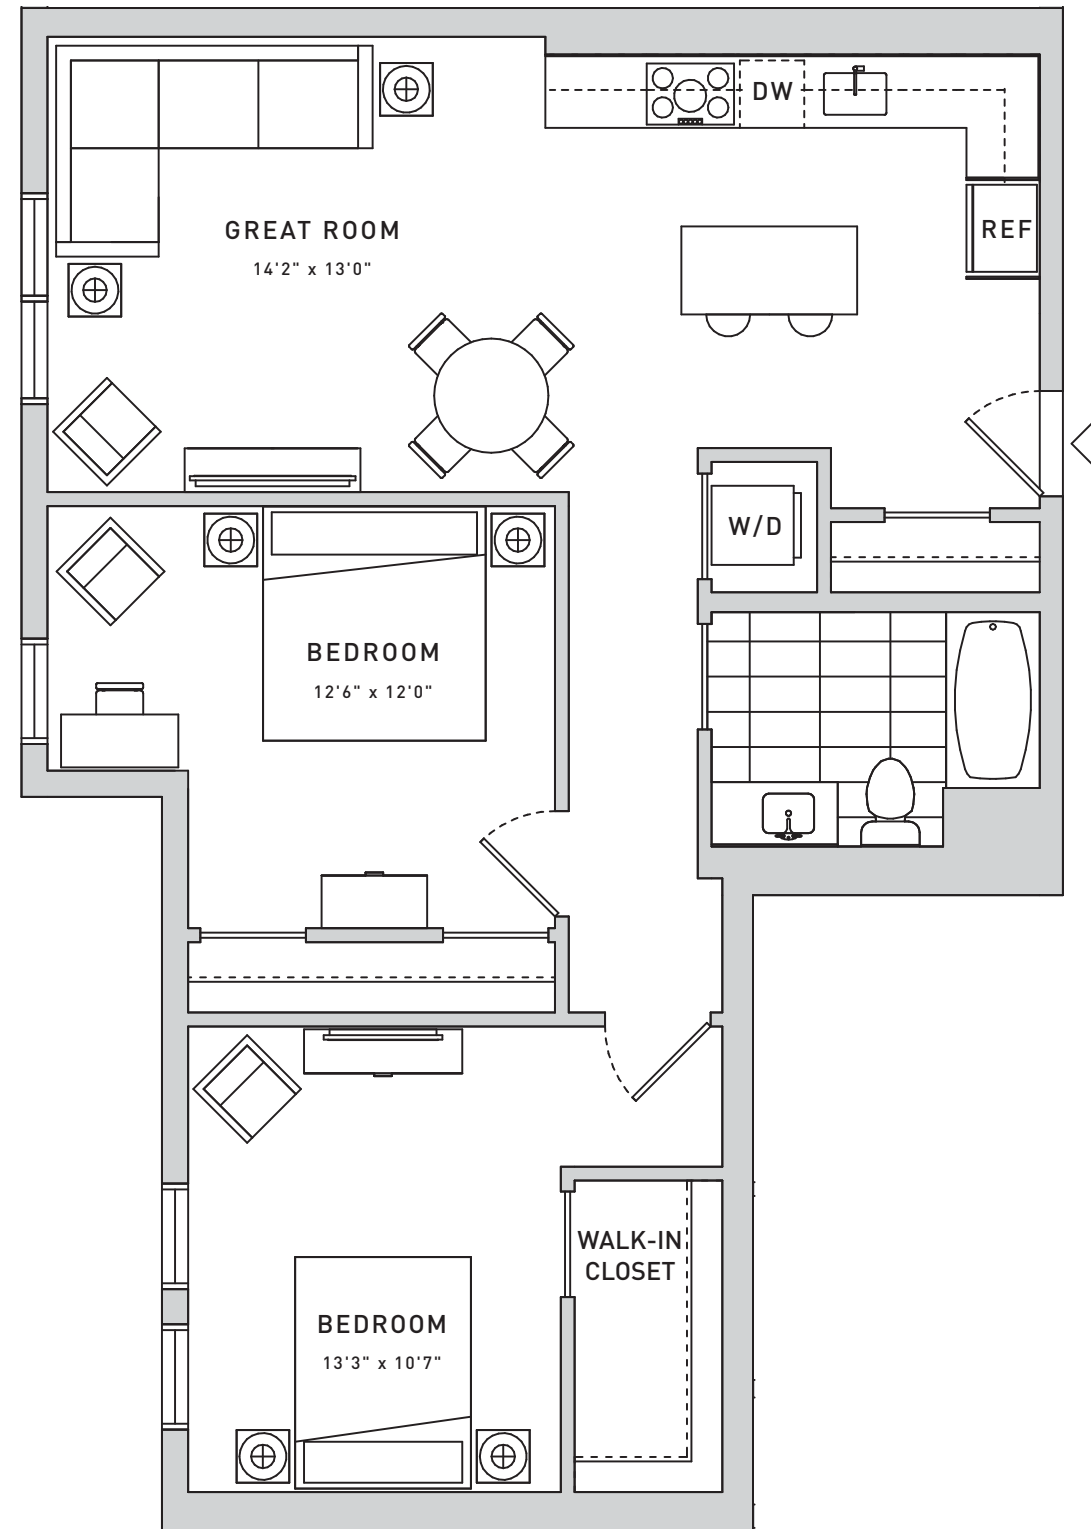 DW
GREAT ROOM
14'2" x 13'0"
REF
W/D
BEDROOM
12'6" x 12'0"
WALK-IN
CLOSET
BEDROOM
13'3" x 10'7"